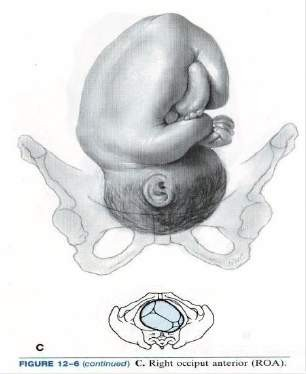 C
FIGURE 12–6 (continued) C. Right occiput anterior (ROA).